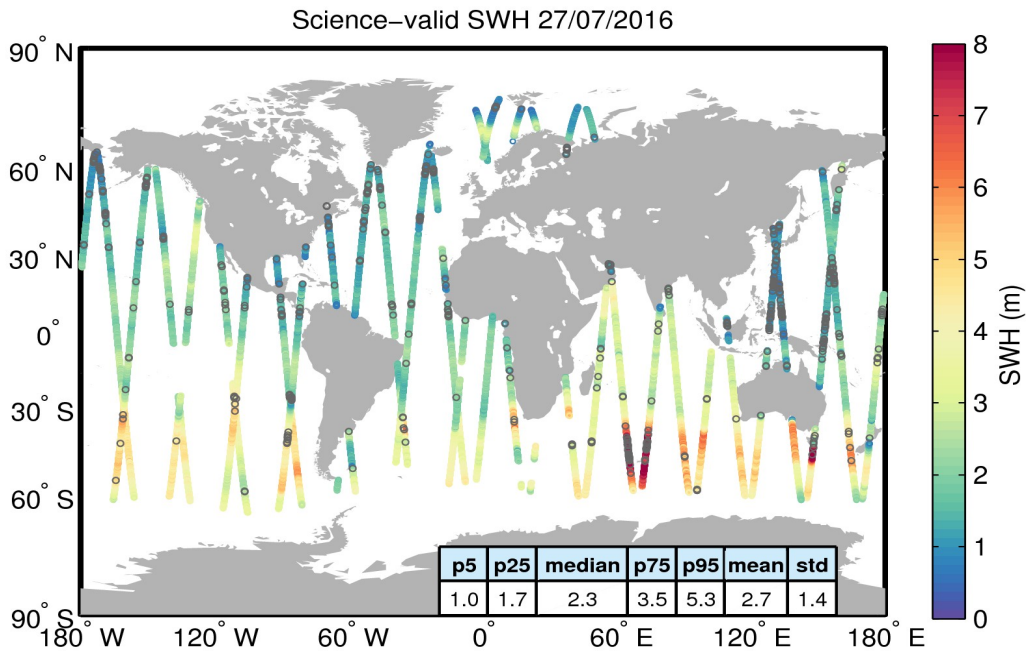 Science−valid SWH 27/07/2016
90° N
60° N
30° N
0°
30° S
60° S
90° S
180° W
120° W
60° W
0°
60° E
120° E
180° E
p5 p25 median p75 p95 mean std
1.0 1.7 2.3 3.5 5.3 2.7 1.4
8
7
6
5
4
3
2
1
0
SWH (m)